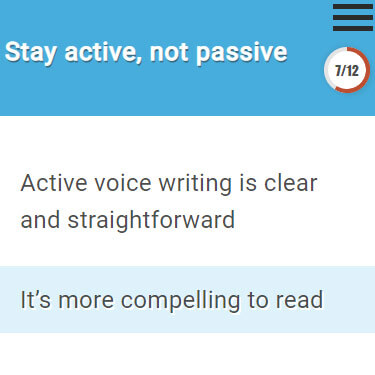 Stay active, not passive
7/12
Active voice writing is clear
and straightforward
It’s more compelling to read